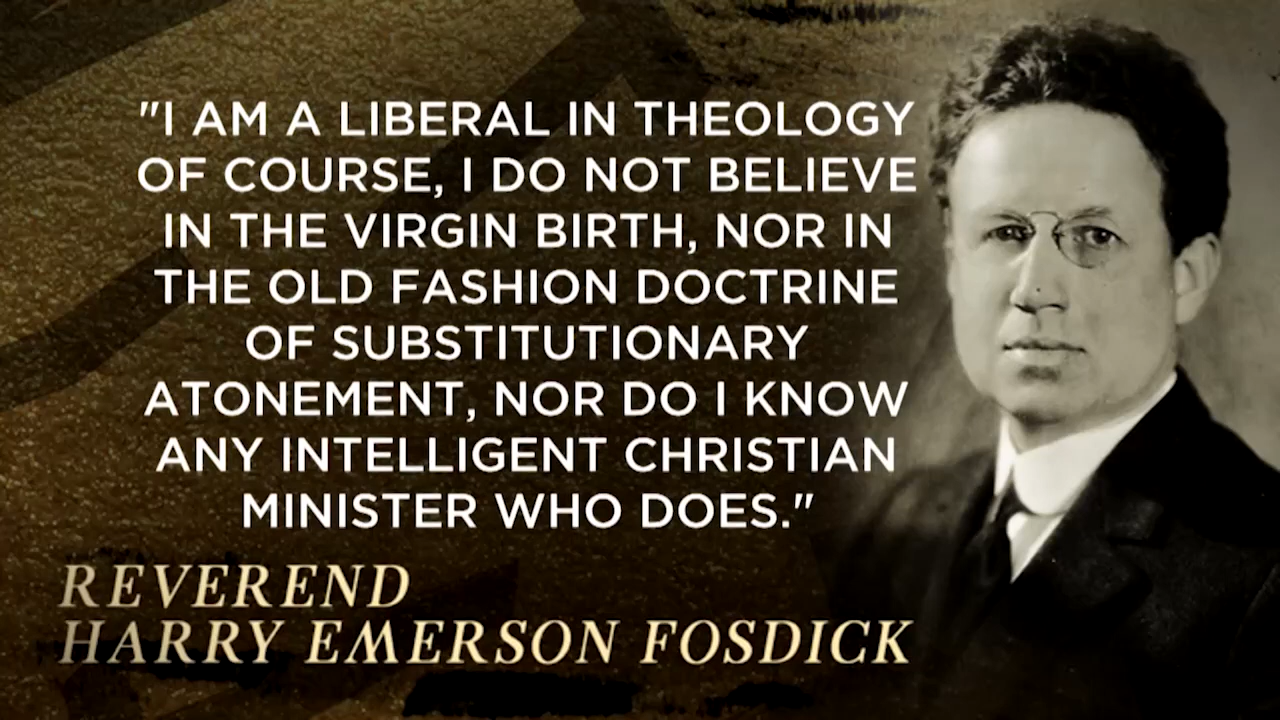 "I AM A LIBERAL IN THEOLOGY
OF COURSE, I DO NOT BELIEVE
IN THE VIRGIN BIRTH, NOR IN
THE OLD FASHION DOCTRINE
OF SUBSTITUTIONARY
ATONEMENT, NOR DO I KNOW
ANY INTELLIGENT CHRISTIAN
MINISTER WHO DOES."
REVEREND
HARRY EMERSON FOSDICK